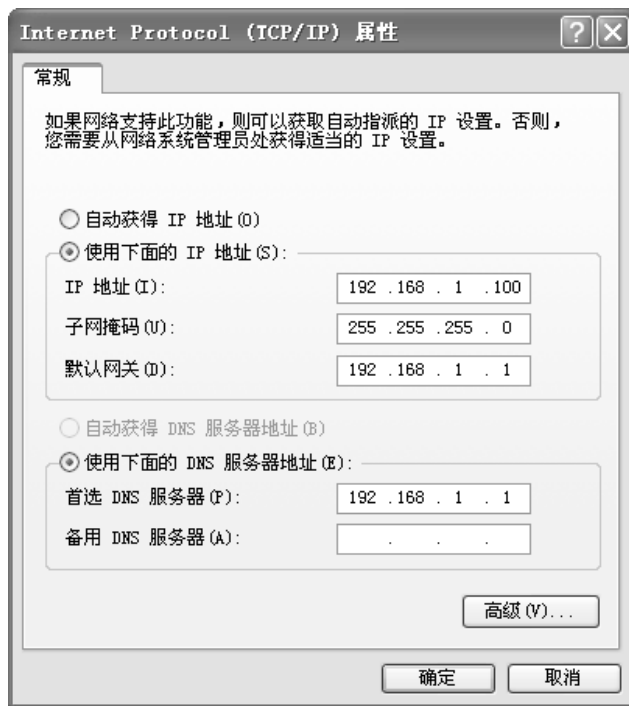 Internet Protocol (TCP/IP) 属性
常规
如果网络支持此功能，则可以获取自动指派的 IP 设置。否则，
您需要从网络系统管理员处获得适当的 IP 设置。
自动获得 IP 地址(O)
使用下面的 IP 地址(S):
IP 地址(I): 192 .168 . 1 .100
子网掩码(U): 255 .255 .255 . 0
默认网关(D): 192 .168 . 1 . 1
自动获得 DNS 服务器地址(B)
使用下面的 DNS 服务器地址(E):
首选 DNS 服务器(P): 192 .168 . 1 . 1
备用 DNS 服务器(A): . . .
高级(V)...
确定 取消